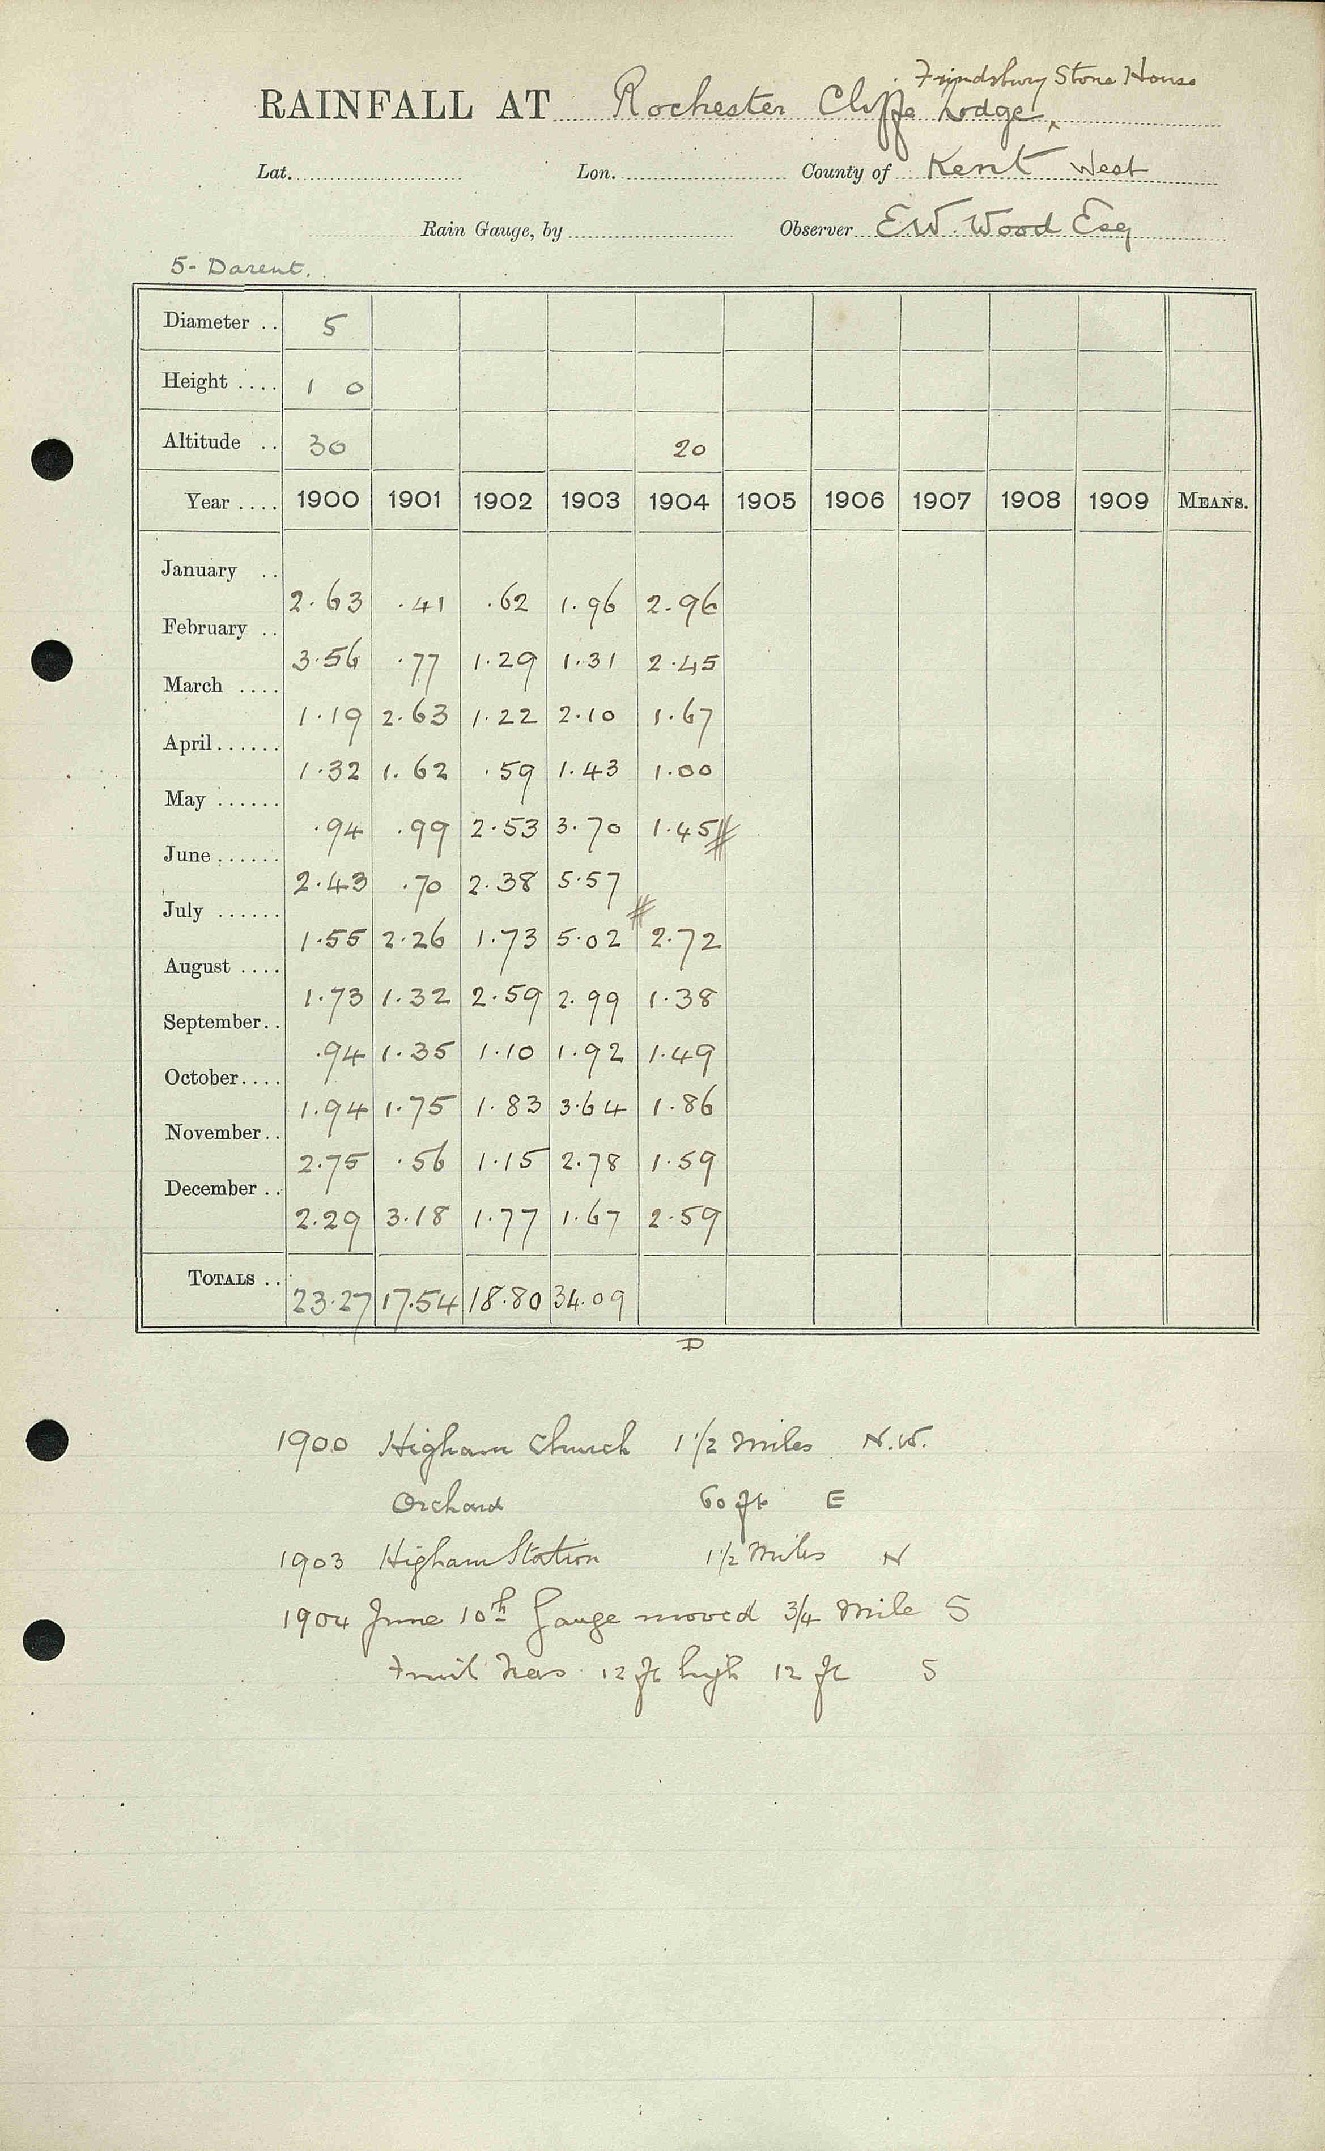 Frindsbury Stone House
RAINFALL AT Rochester Cliffe Lodge
Lat. Lon. County of Kent West
Rain Gauge, by Observer E.W. Wood Esq
5- Darent.
Diameter .. 5
Height .... 1 0
Altitude .. 30 20
Year .... 1900 1901 1902 1903 1904 1905 1906 1907 1908 1909 MEANS.
January .. 2.63 .41 .62 1.96 2.96
February .. 3.56 .77 1.29 1.31 2.45
March .... 1.19 2.63 1.22 2.10 1.67
April ...... 1.32 1.62 .59 1.43 1.00
May ...... .94 .99 2.53 3.70 1.45 #
June ...... 2.43 .70 2.38 5.57
July ...... 1.55 2.26 1.73 5.02 # 2.72
August .... 1.73 1.32 2.59 2.99 1.38
September.. .94 1.35 1.10 1.92 1.49
October.... 1.94 1.75 1.83 3.64 1.86
November.. 2.75 .56 1.15 2.78 1.59
December .. 2.29 3.18 1.77 1.67 2.59
TOTALS .. 23.27 17.54 18.80 34.09
D
1900 Higham Church 1 1/2 Miles N.W.
Orchard 60 ft E
1903 Higham Station 1 1/2 Miles N
1904 June 10th Gauge moved 3/4 Mile S
Fruit Trees 12 ft high 12 ft S